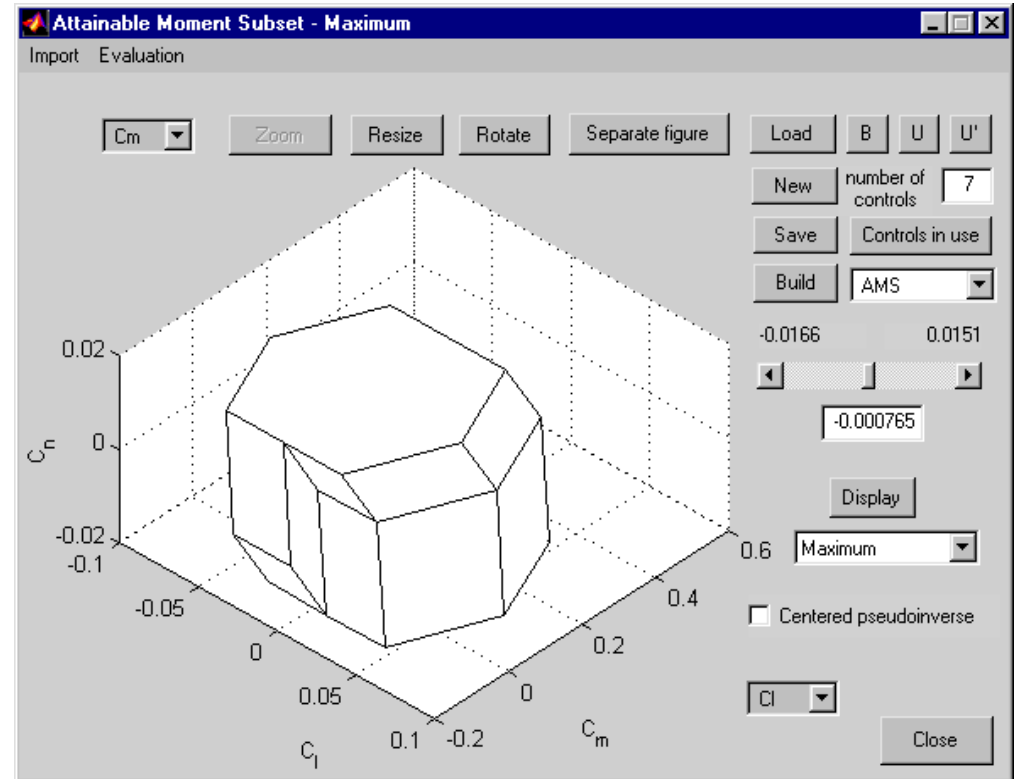 Attainable Moment Subset - Maximum
Import Evaluation
Cm Zoom Resize Rotate Separate figure Load B U U'
New number of controls 7
Save Controls in use
Build AMS
-0.0166 0.0151
-0.000765
Display
Maximum
Centered pseudoinverse
Cl
Close
0.02
0
-0.02
Cn
-0.1
-0.05
0
0.05
0.1
Cl
-0.2
0
0.2
0.4
0.6
Cm